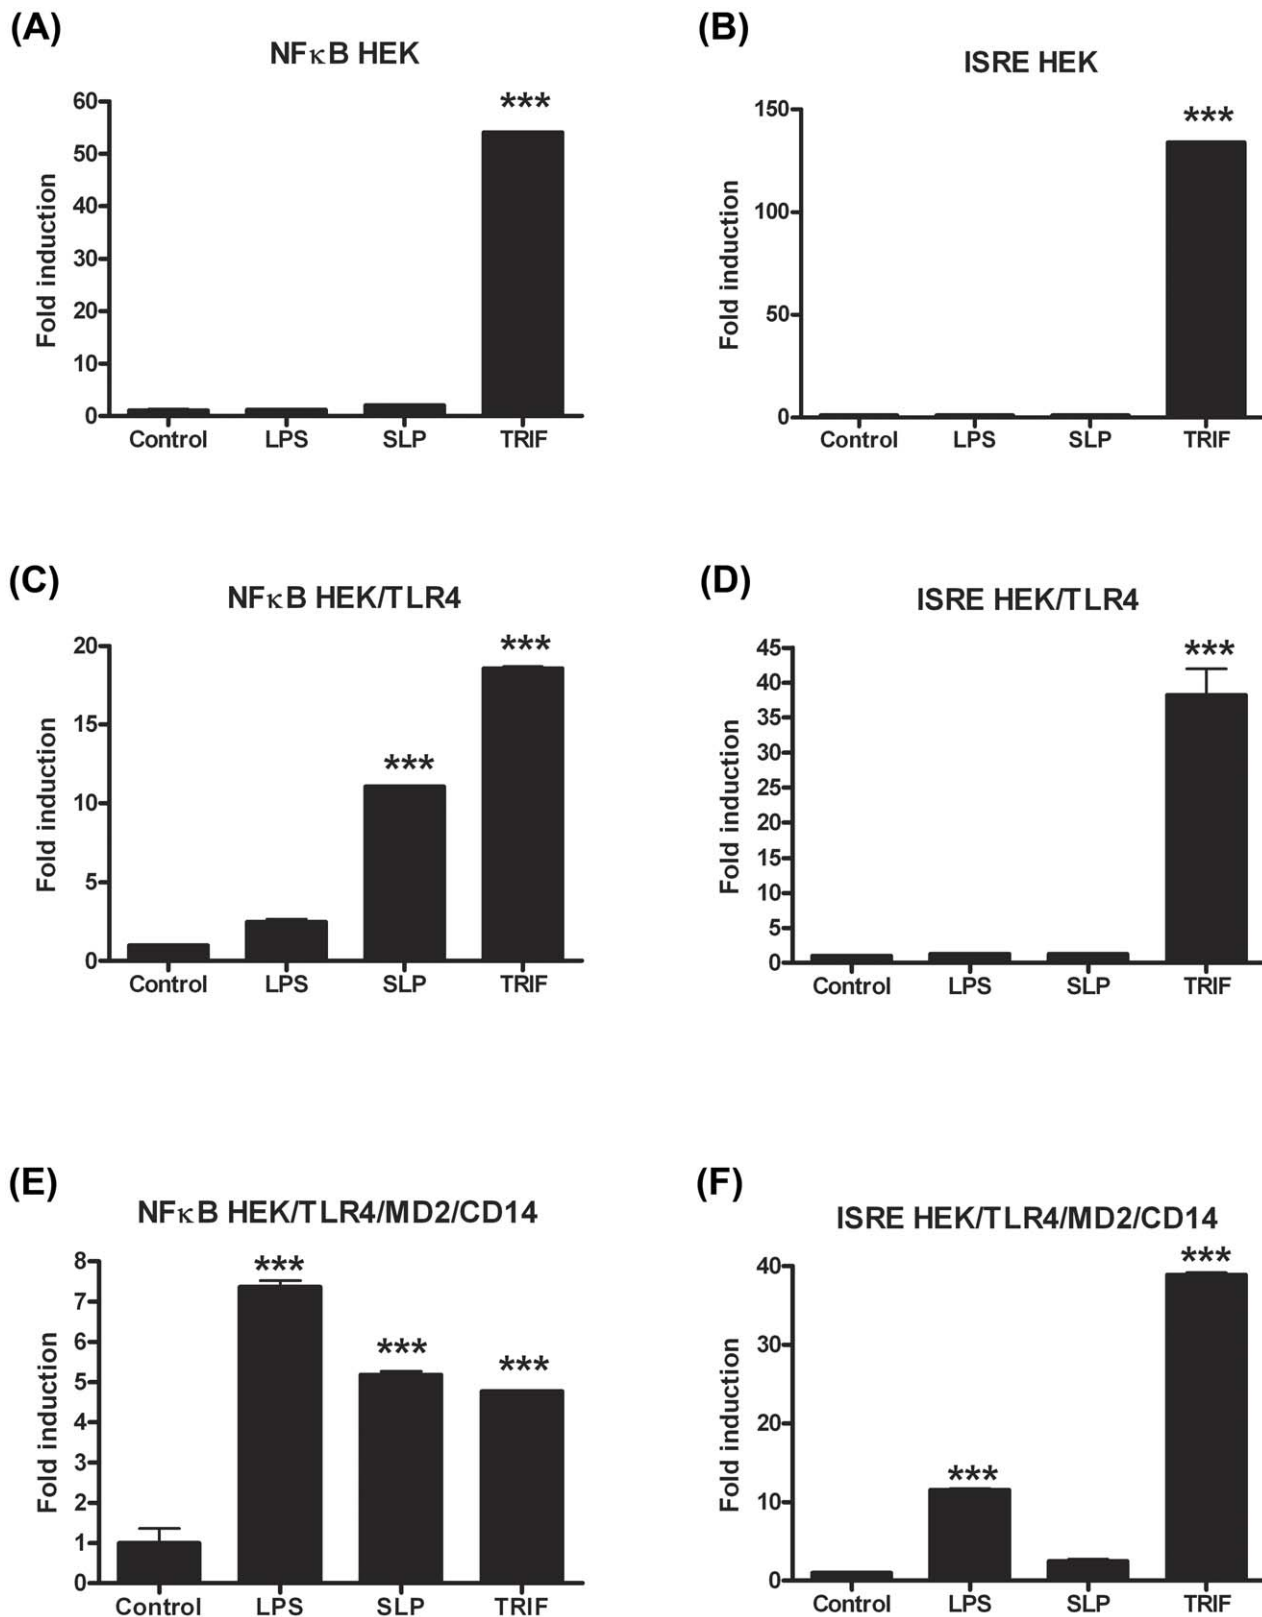 (A)
NFκB HEK
Fold induction
60
50
40
30
20
10
0
***
Control LPS SLP TRIF
(B)
ISRE HEK
Fold induction
150
100
50
0
***
Control LPS SLP TRIF
(C)
NFκB HEK/TLR4
Fold induction
20
15
10
5
0
***
***
Control LPS SLP TRIF
(D)
ISRE HEK/TLR4
Fold induction
45
40
35
30
25
20
15
10
5
0
***
Control LPS SLP TRIF
(E)
NFκB HEK/TLR4/MD2/CD14
Fold induction
8
7
6
5
4
3
2
1
0
***
***
***
Control LPS SLP TRIF
(F)
ISRE HEK/TLR4/MD2/CD14
Fold induction
40
30
20
10
0
***
***
Control LPS SLP TRIF